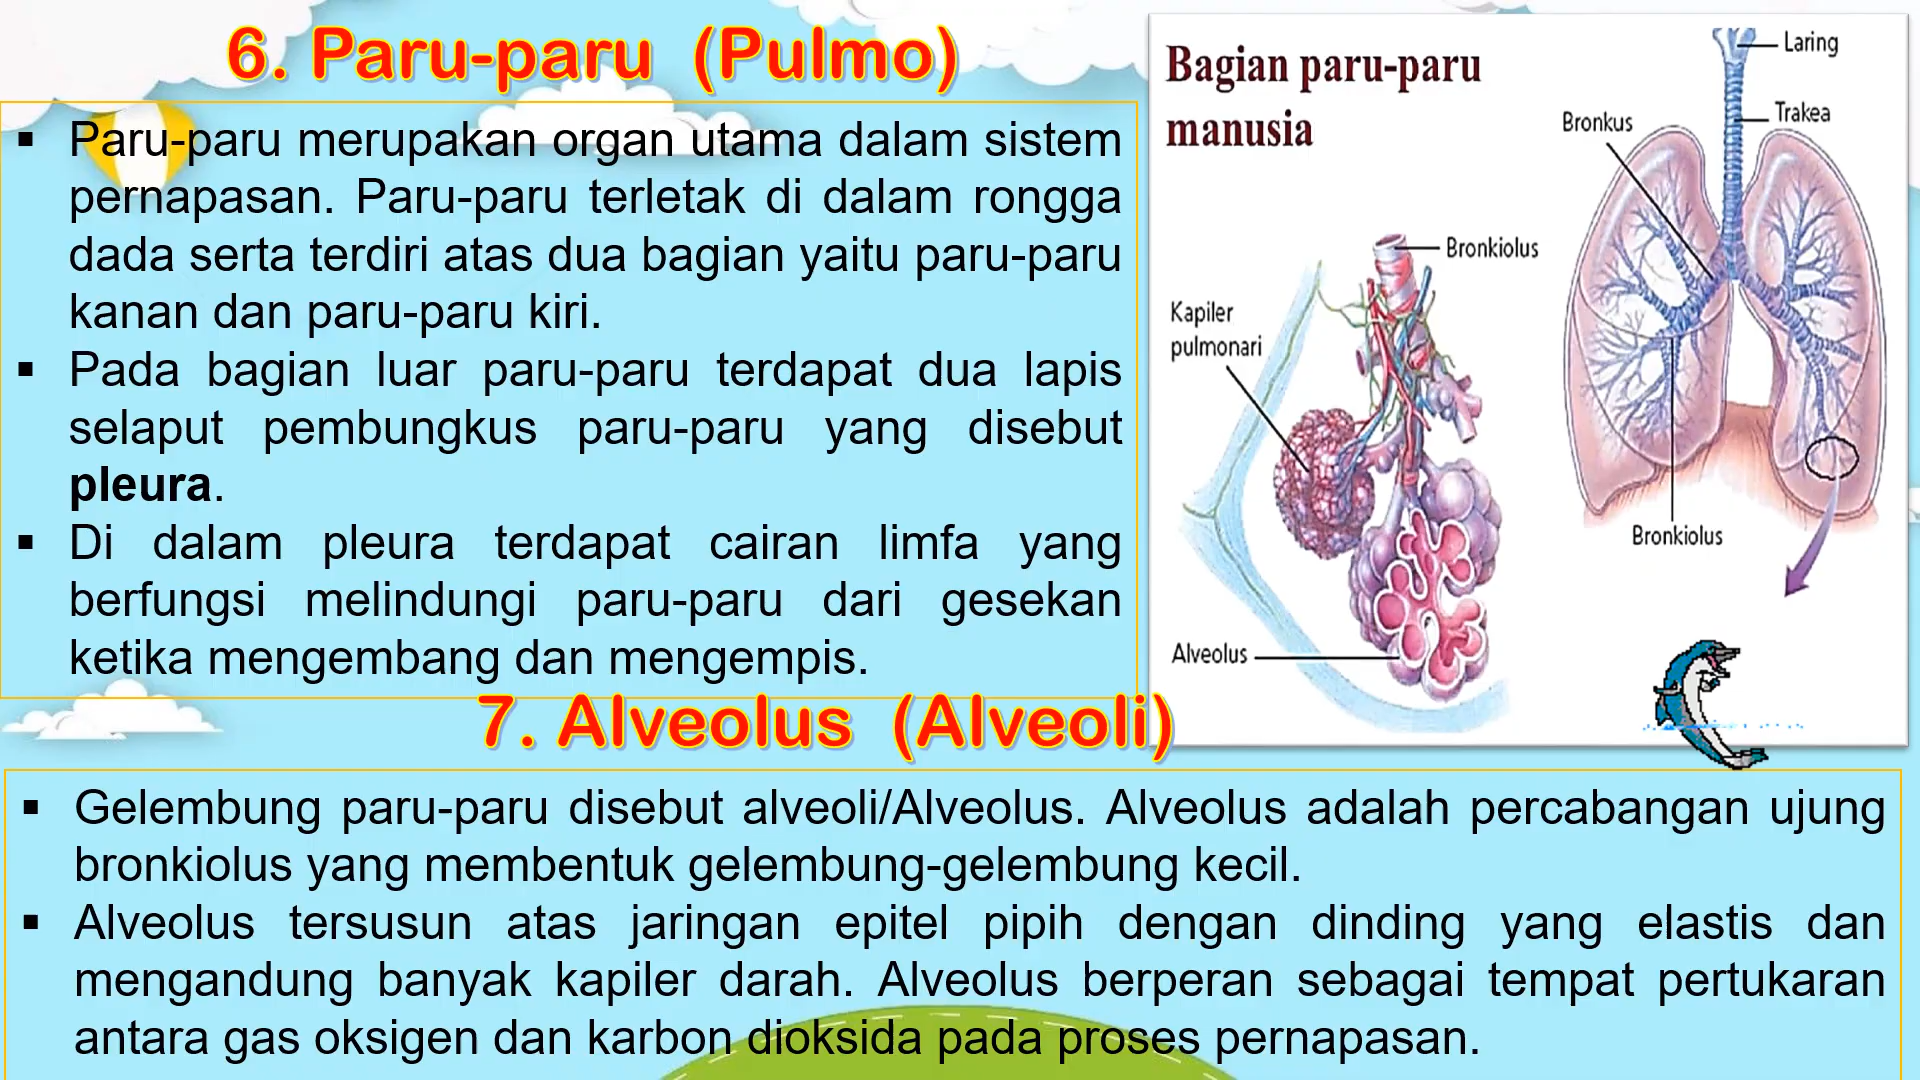 6. Paru-paru (Pulmo)
▪ Paru-paru merupakan organ utama dalam sistem
pernapasan. Paru-paru terletak di dalam rongga
dada serta terdiri atas dua bagian yaitu paru-paru
kanan dan paru-paru kiri.
▪ Pada bagian luar paru-paru terdapat dua lapis
selaput pembungkus paru-paru yang disebut
pleura.
▪ Di dalam pleura terdapat cairan limfa yang
berfungsi melindungi paru-paru dari gesekan
ketika mengembang dan mengempis.
Bagian paru-paru
manusia
Laring
Trakea
Bronkus
Bronkiolus
Kapiler
pulmonari
Bronkiolus
Alveolus
7. Alveolus (Alveoli)
▪ Gelembung paru-paru disebut alveoli/Alveolus. Alveolus adalah percabangan ujung
bronkiolus yang membentuk gelembung-gelembung kecil.
▪ Alveolus tersusun atas jaringan epitel pipih dengan dinding yang elastis dan
mengandung banyak kapiler darah. Alveolus berperan sebagai tempat pertukaran
antara gas oksigen dan karbon dioksida pada proses pernapasan.